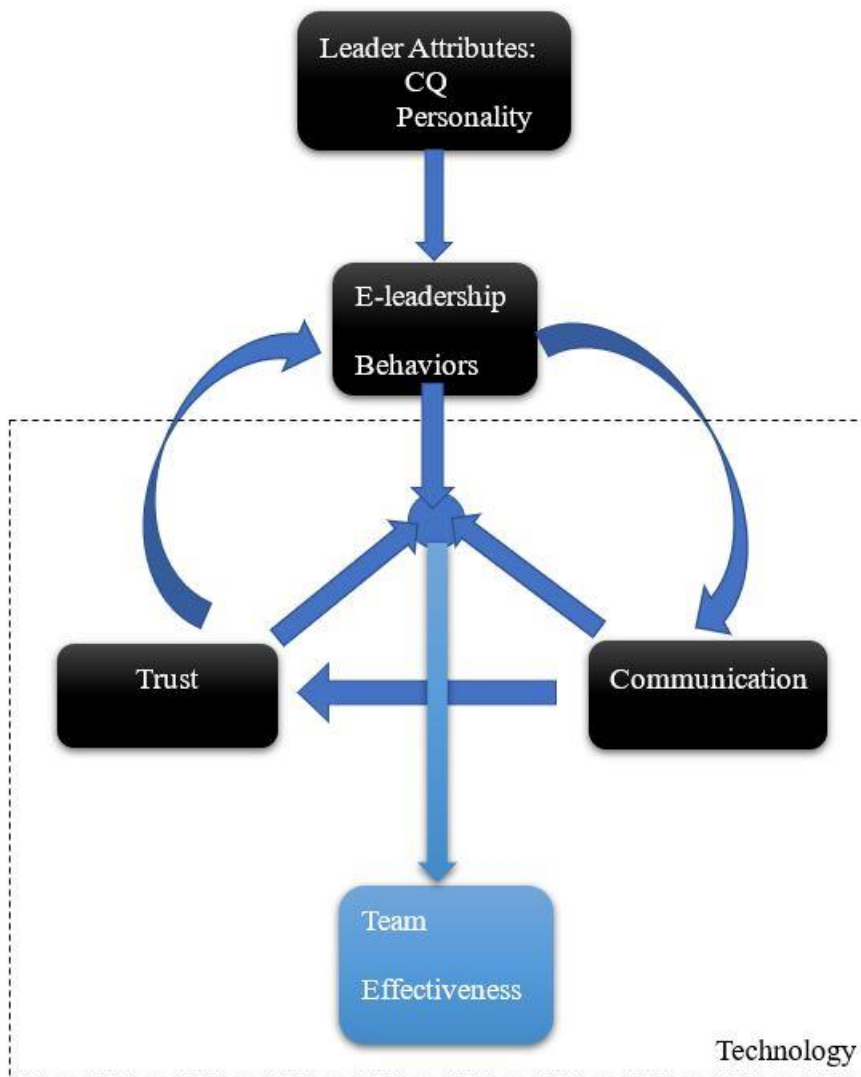 Leader Attributes:
CQ
Personality
E-leadership
Behaviors
Trust
Communication
Team
Effectiveness
Technology